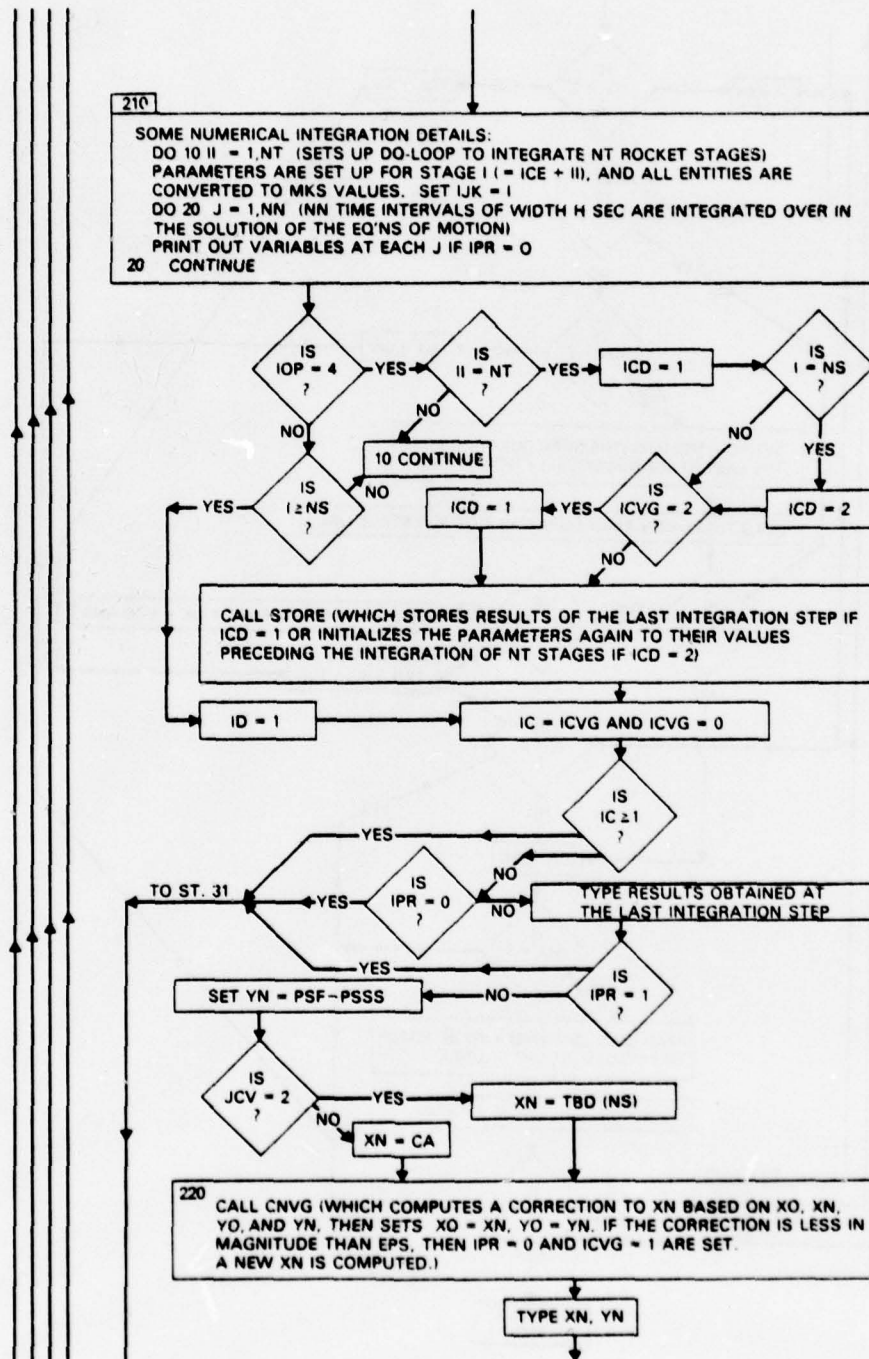 210
SOME NUMERICAL INTEGRATION DETAILS:
DO 10 II = 1,NT (SETS UP DO-LOOP TO INTEGRATE NT ROCKET STAGES)
PARAMETERS ARE SET UP FOR STAGE I (= ICE + II), AND ALL ENTITIES ARE
CONVERTED TO MKS VALUES. SET IJK = I
DO 20 J = 1,NN (NN TIME INTERVALS OF WIDTH H SEC ARE INTEGRATED OVER IN
THE SOLUTION OF THE EQ'NS OF MOTION)
PRINT OUT VARIABLES AT EACH J IF IPR = 0
20 CONTINUE
IS
IOP = 4
?
YES
IS
II = NT
?
YES
ICD = 1
IS
I = NS
?
NO
NO
NO
YES
10 CONTINUE
YES
IS
I ≥ NS
?
NO
ICD = 1
YES
IS
ICVG = 2
?
ICD = 2
NO
CALL STORE (WHICH STORES RESULTS OF THE LAST INTEGRATION STEP IF
ICD = 1 OR INITIALIZES THE PARAMETERS AGAIN TO THEIR VALUES
PRECEDING THE INTEGRATION OF NT STAGES IF ICD = 2)
ID = 1
IC = ICVG AND ICVG = 0
IS
IC ≥ 1
?
YES
NO
TO ST. 31
YES
IS
IPR = 0
?
NO
TYPE RESULTS OBTAINED AT
THE LAST INTEGRATION STEP
YES
IS
IPR = 1
?
SET YN = PSF-PSSS
NO
IS
JCV = 2
?
YES
XN = TBD (NS)
NO
XN = CA
220
CALL CNVG (WHICH COMPUTES A CORRECTION TO XN BASED ON XO, XN,
YO, AND YN, THEN SETS XO = XN, YO = YN. IF THE CORRECTION IS LESS IN
MAGNITUDE THAN EPS, THEN IPR = 0 AND ICVG = 1 ARE SET.
A NEW XN IS COMPUTED.)
TYPE XN, YN